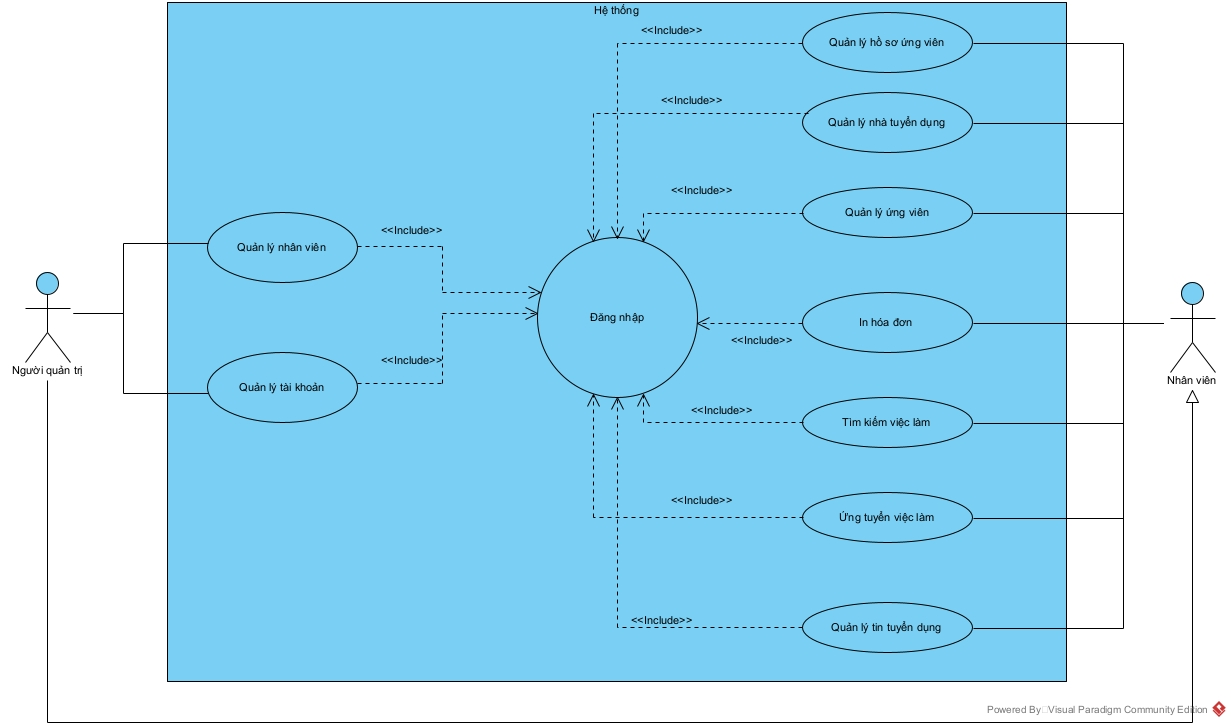 Hệ thống
<<Include>>
Quản lý hồ sơ ứng viên
<<Include>>
Quản lý nhà tuyển dụng
<<Include>>
Quản lý ứng viên
<<Include>>
Quản lý nhân viên
Đăng nhập
In hóa đơn
<<Include>>
<<Include>>
Người quản trị
Nhân viên
Quản lý tài khoản
<<Include>>
Tìm kiếm việc làm
<<Include>>
Ứng tuyển việc làm
<<Include>>
Quản lý tin tuyển dụng
Powered By Visual Paradigm Community Edition